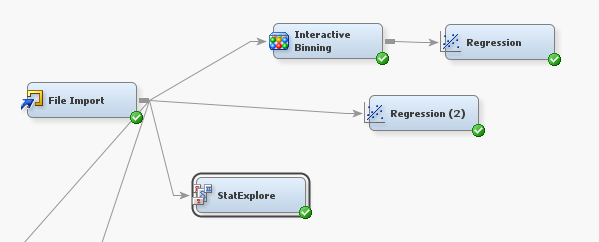 Interactive
Binning
Regression
File Import
Regression (2)
StatExplore